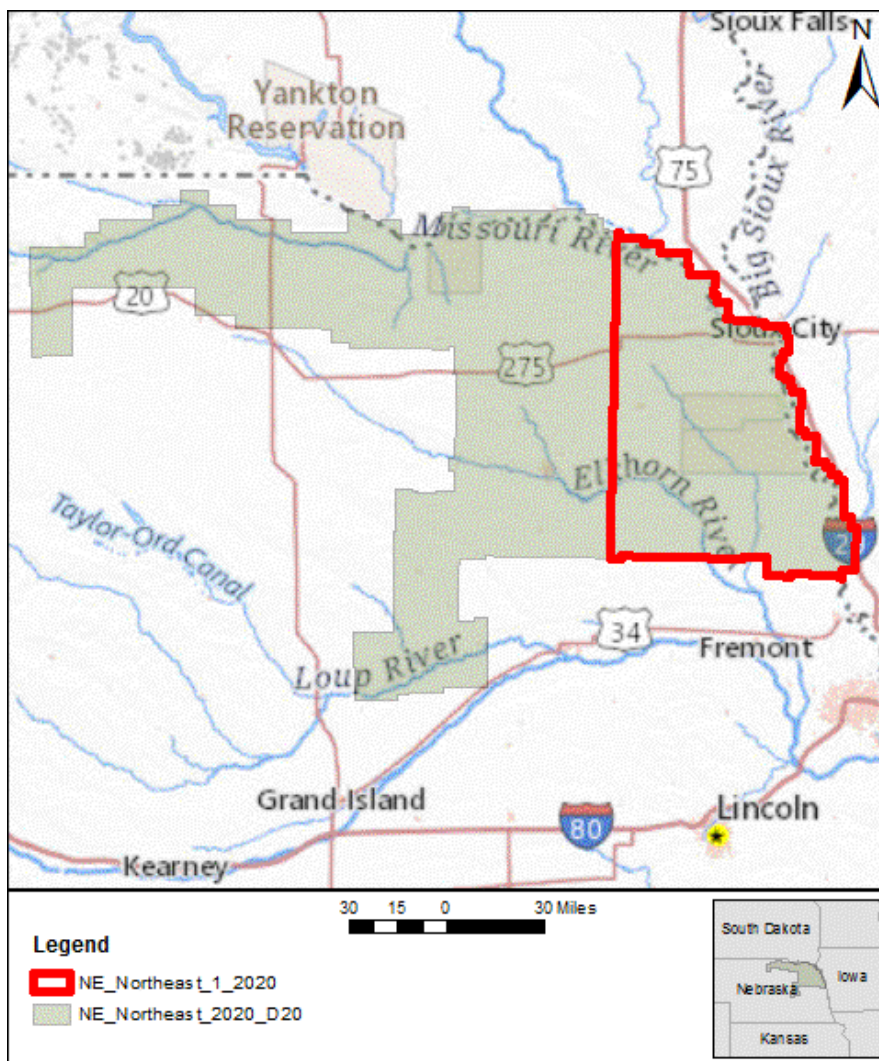 Sioux Falls
N
Yankton
Reservation
75
Big Sioux River
Missouri River
20
Sioux City
275
Elkhorn River
Taylor-Ord Canal
34
Fremont
Loup River
Grand Island
Lincoln
80
Kearney
30 15 0 30 Miles
Legend
NE_Northeast_1_2020
NE_Northeast_2020_D20
South Dakota
Iowa
Nebraska
Kansas